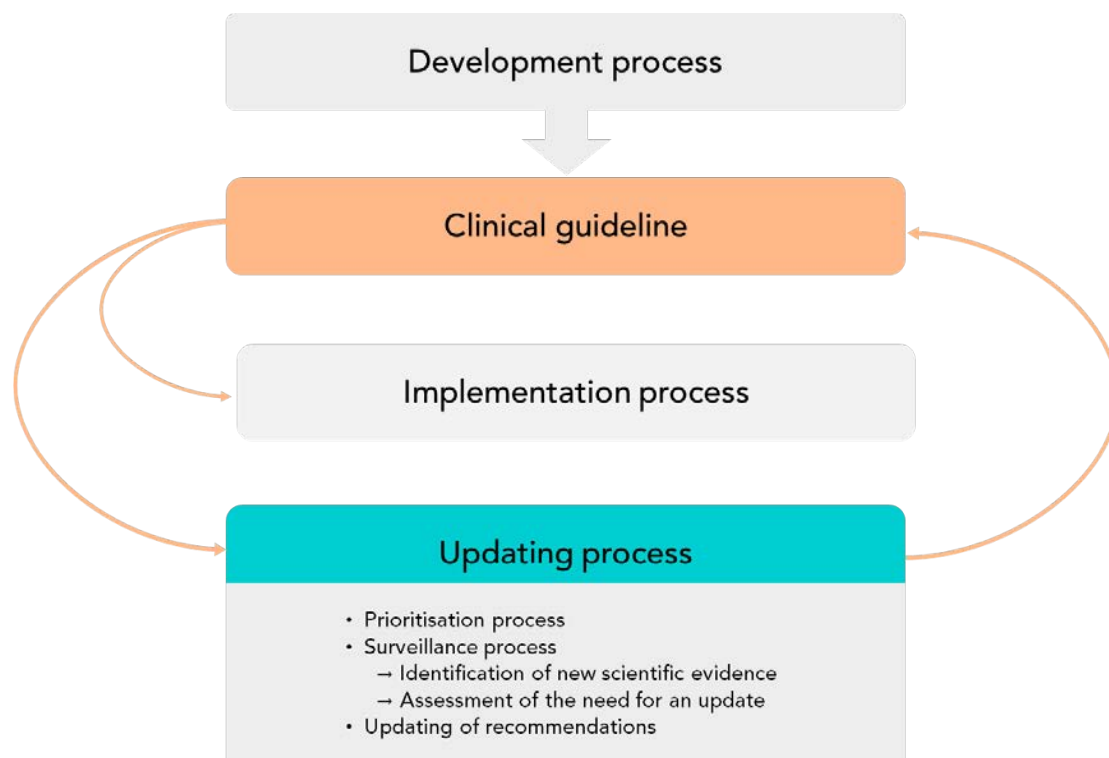 Development process
Clinical guideline
Implementation process
Updating process
• Prioritisation process
• Surveillance process
→ Identification of new scientific evidence
→ Assessment of the need for an update
• Updating of recommendations